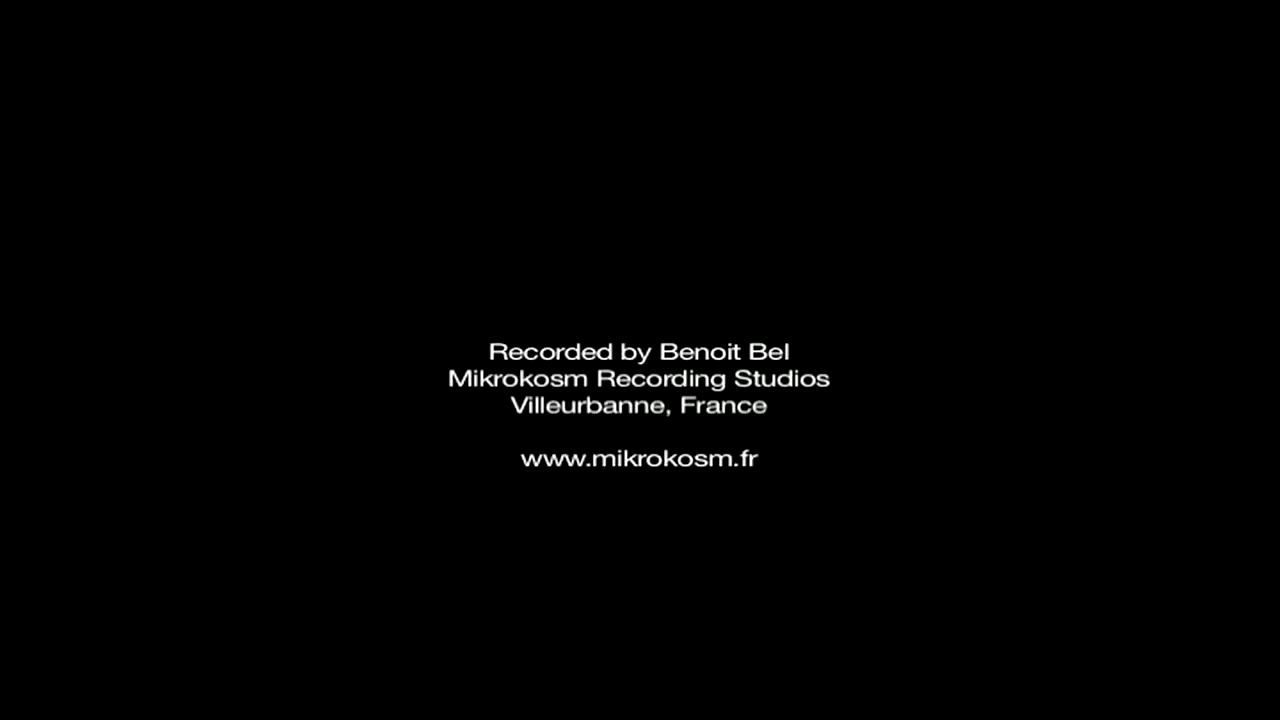 Recorded by Benoit Bel
Mikrokosm Recording Studios
Villeurbanne, France
www.mikrokosm.fr